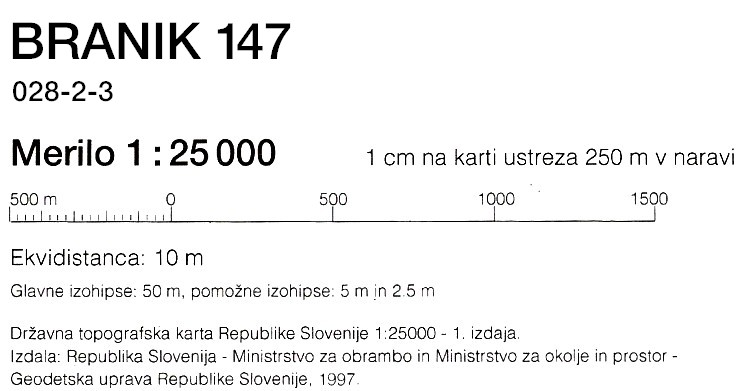 BRANIK 147
028-2-3
Merilo 1 : 25 000 1 cm na karti ustreza 250 m v naravi
500 m 0 500 1000 1500
Ekvidistanca: 10 m
Glavne izohipse: 50 m, pomožne izohipse: 5 m in 2.5 m
Državna topografska karta Republike Slovenije 1:25000 - 1. izdaja.
Izdala: Republika Slovenija - Ministrstvo za obrambo in Ministrstvo za okolje in prostor -
Geodetska uprava Republike Slovenije, 1997.